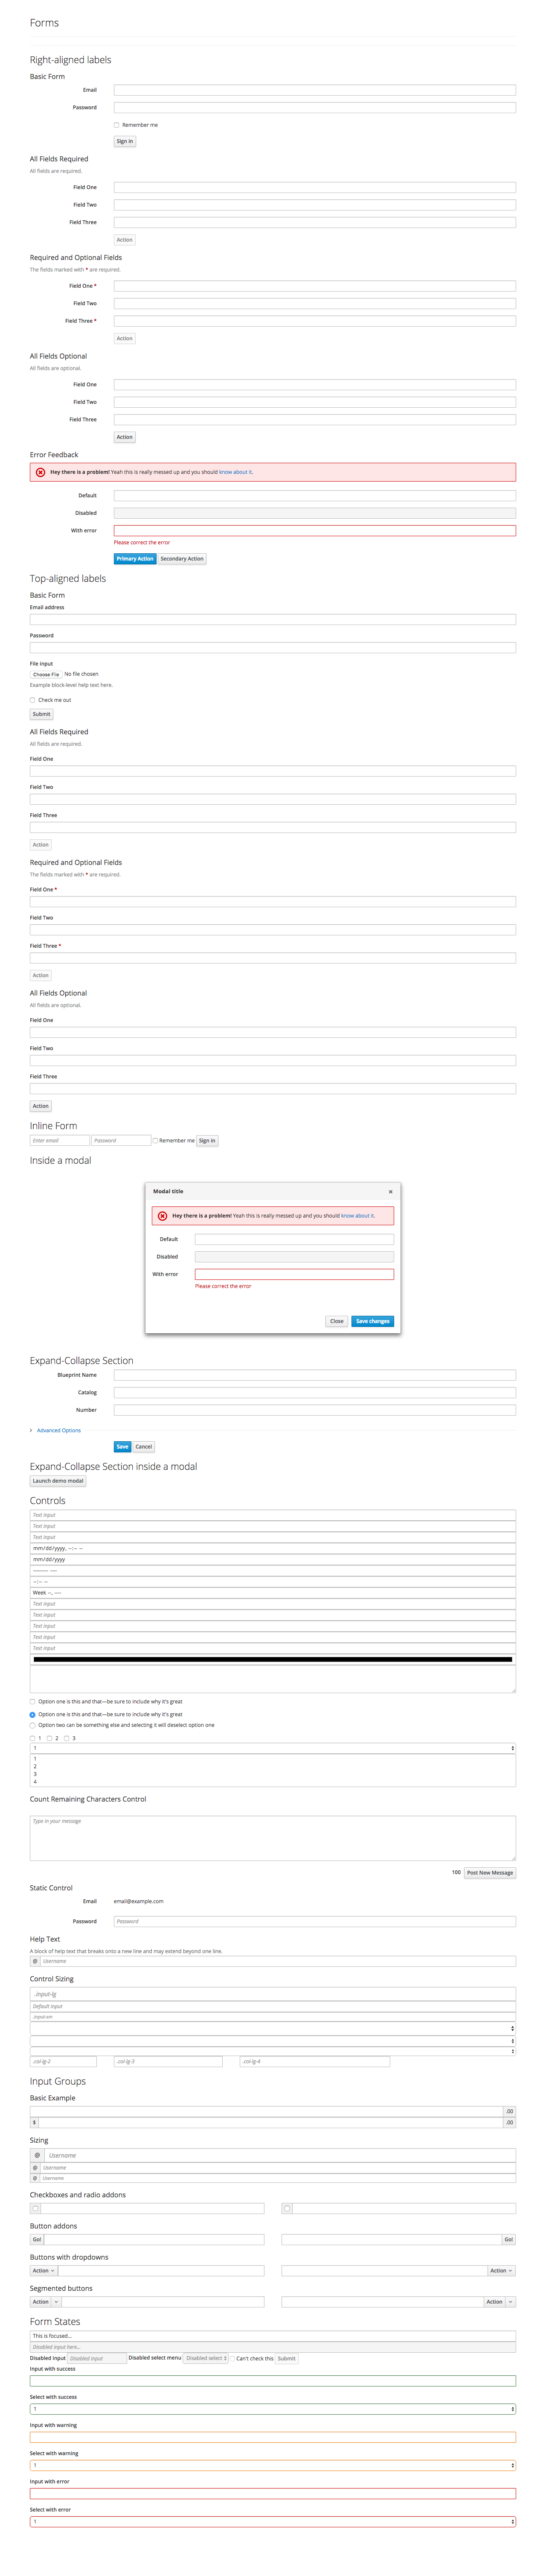 Forms
Right-aligned labels
Basic Form
Email
Password
Remember me
Sign in
All Fields Required
All fields are required.
Field One
Field Two
Field Three
Action
Required and Optional Fields
The fields marked with * are required.
Field One *
Field Two
Field Three *
Action
All Fields Optional
All fields are optional.
Field One
Field Two
Field Three
Action
Error Feedback
Hey there is a problem! Yeah this is really messed up and you should know about it.
Default
Disabled
With error
Please correct the error
Primary Action Secondary Action
Top-aligned labels
Basic Form
Email address
Password
File input
Choose File No file chosen
Example block-level help text here.
Check me out
Submit
All Fields Required
All fields are required.
Field One
Field Two
Field Three
Action
Required and Optional Fields
The fields marked with * are required.
Field One *
Field Two
Field Three *
Action
All Fields Optional
All fields are optional.
Field One
Field Two
Field Three
Action
Inline Form
Enter email Password Remember me Sign in
Inside a modal
Modal title ×
Hey there is a problem! Yeah this is really messed up and you should know about it.
Default
Disabled
With error
Please correct the error
Close Save changes
Expand-Collapse Section
Blueprint Name
Catalog
Number
Advanced Options
Save Cancel
Expand-Collapse Section inside a modal
Launch demo modal
Controls
Text input
Text input
Text input
mm/dd/yyyy, --:-- --
mm/dd/yyyy
--------- ----
--:-- --
Week --, ----
Text input
Text input
Text input
Text input
Text input
Option one is this and that—be sure to include why it's great
Option one is this and that—be sure to include why it's great
Option two can be something else and selecting it will deselect option one
1 2 3
1
1
2
3
4
Count Remaining Characters Control
Type in your message
100 Post New Message
Static Control
Email email@example.com
Password Password
Help Text
A block of help text that breaks onto a new line and may extend beyond one line.
@ Username
Control Sizing
.input-lg
Default input
.input-sm
.col-lg-2 .col-lg-3 .col-lg-4
Input Groups
Basic Example
.00
$ .00
Sizing
@ Username
@ Username
@ Username
Checkboxes and radio addons
Button addons
Go! Go!
Buttons with dropdowns
Action Action
Segmented buttons
Action Action
Form States
This is focused...
Disabled input here...
Disabled input Disabled input Disabled select menu Disabled select Can't check this Submit
Input with success
Select with success
1
Input with warning
Select with warning
1
Input with error
Select with error
1